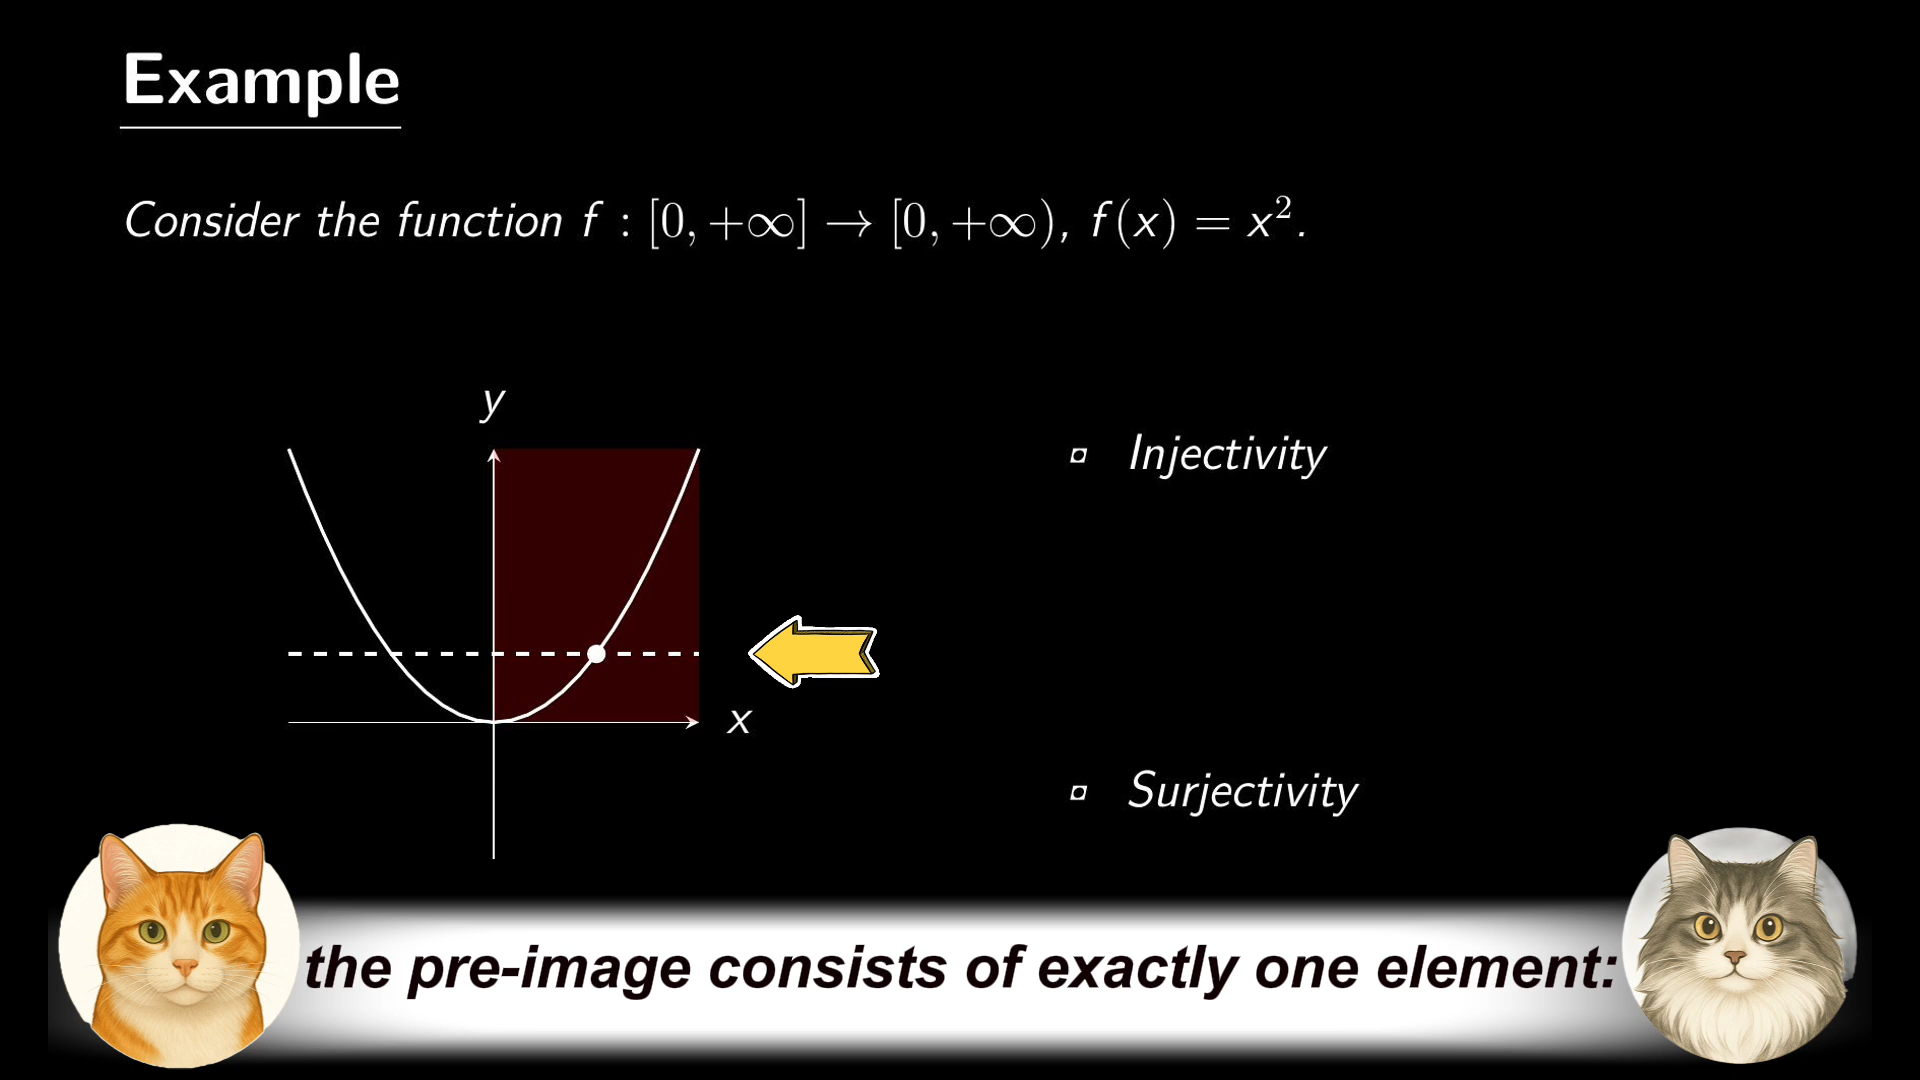 Example
Consider the function f : [0, +∞] → [0, +∞), f(x) = x².
y
Injectivity
x
Surjectivity
the pre-image consists of exactly one element: